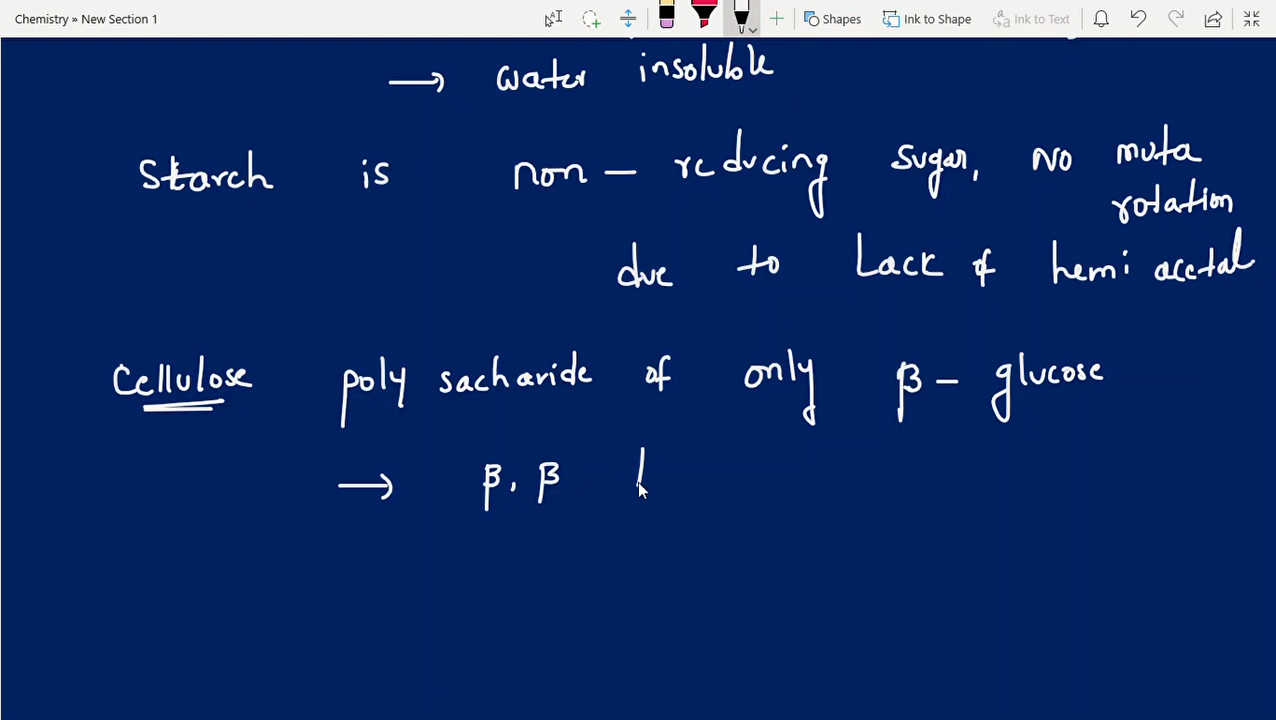 Chemistry » New Section 1
Shapes
Ink to Shape
Ink to Text
→ water insoluble
Starch is non - reducing sugar, No muta
rotation
due to Lack of hemi acetal
Cellulose poly sacharide of only β - glucose
→ β, β